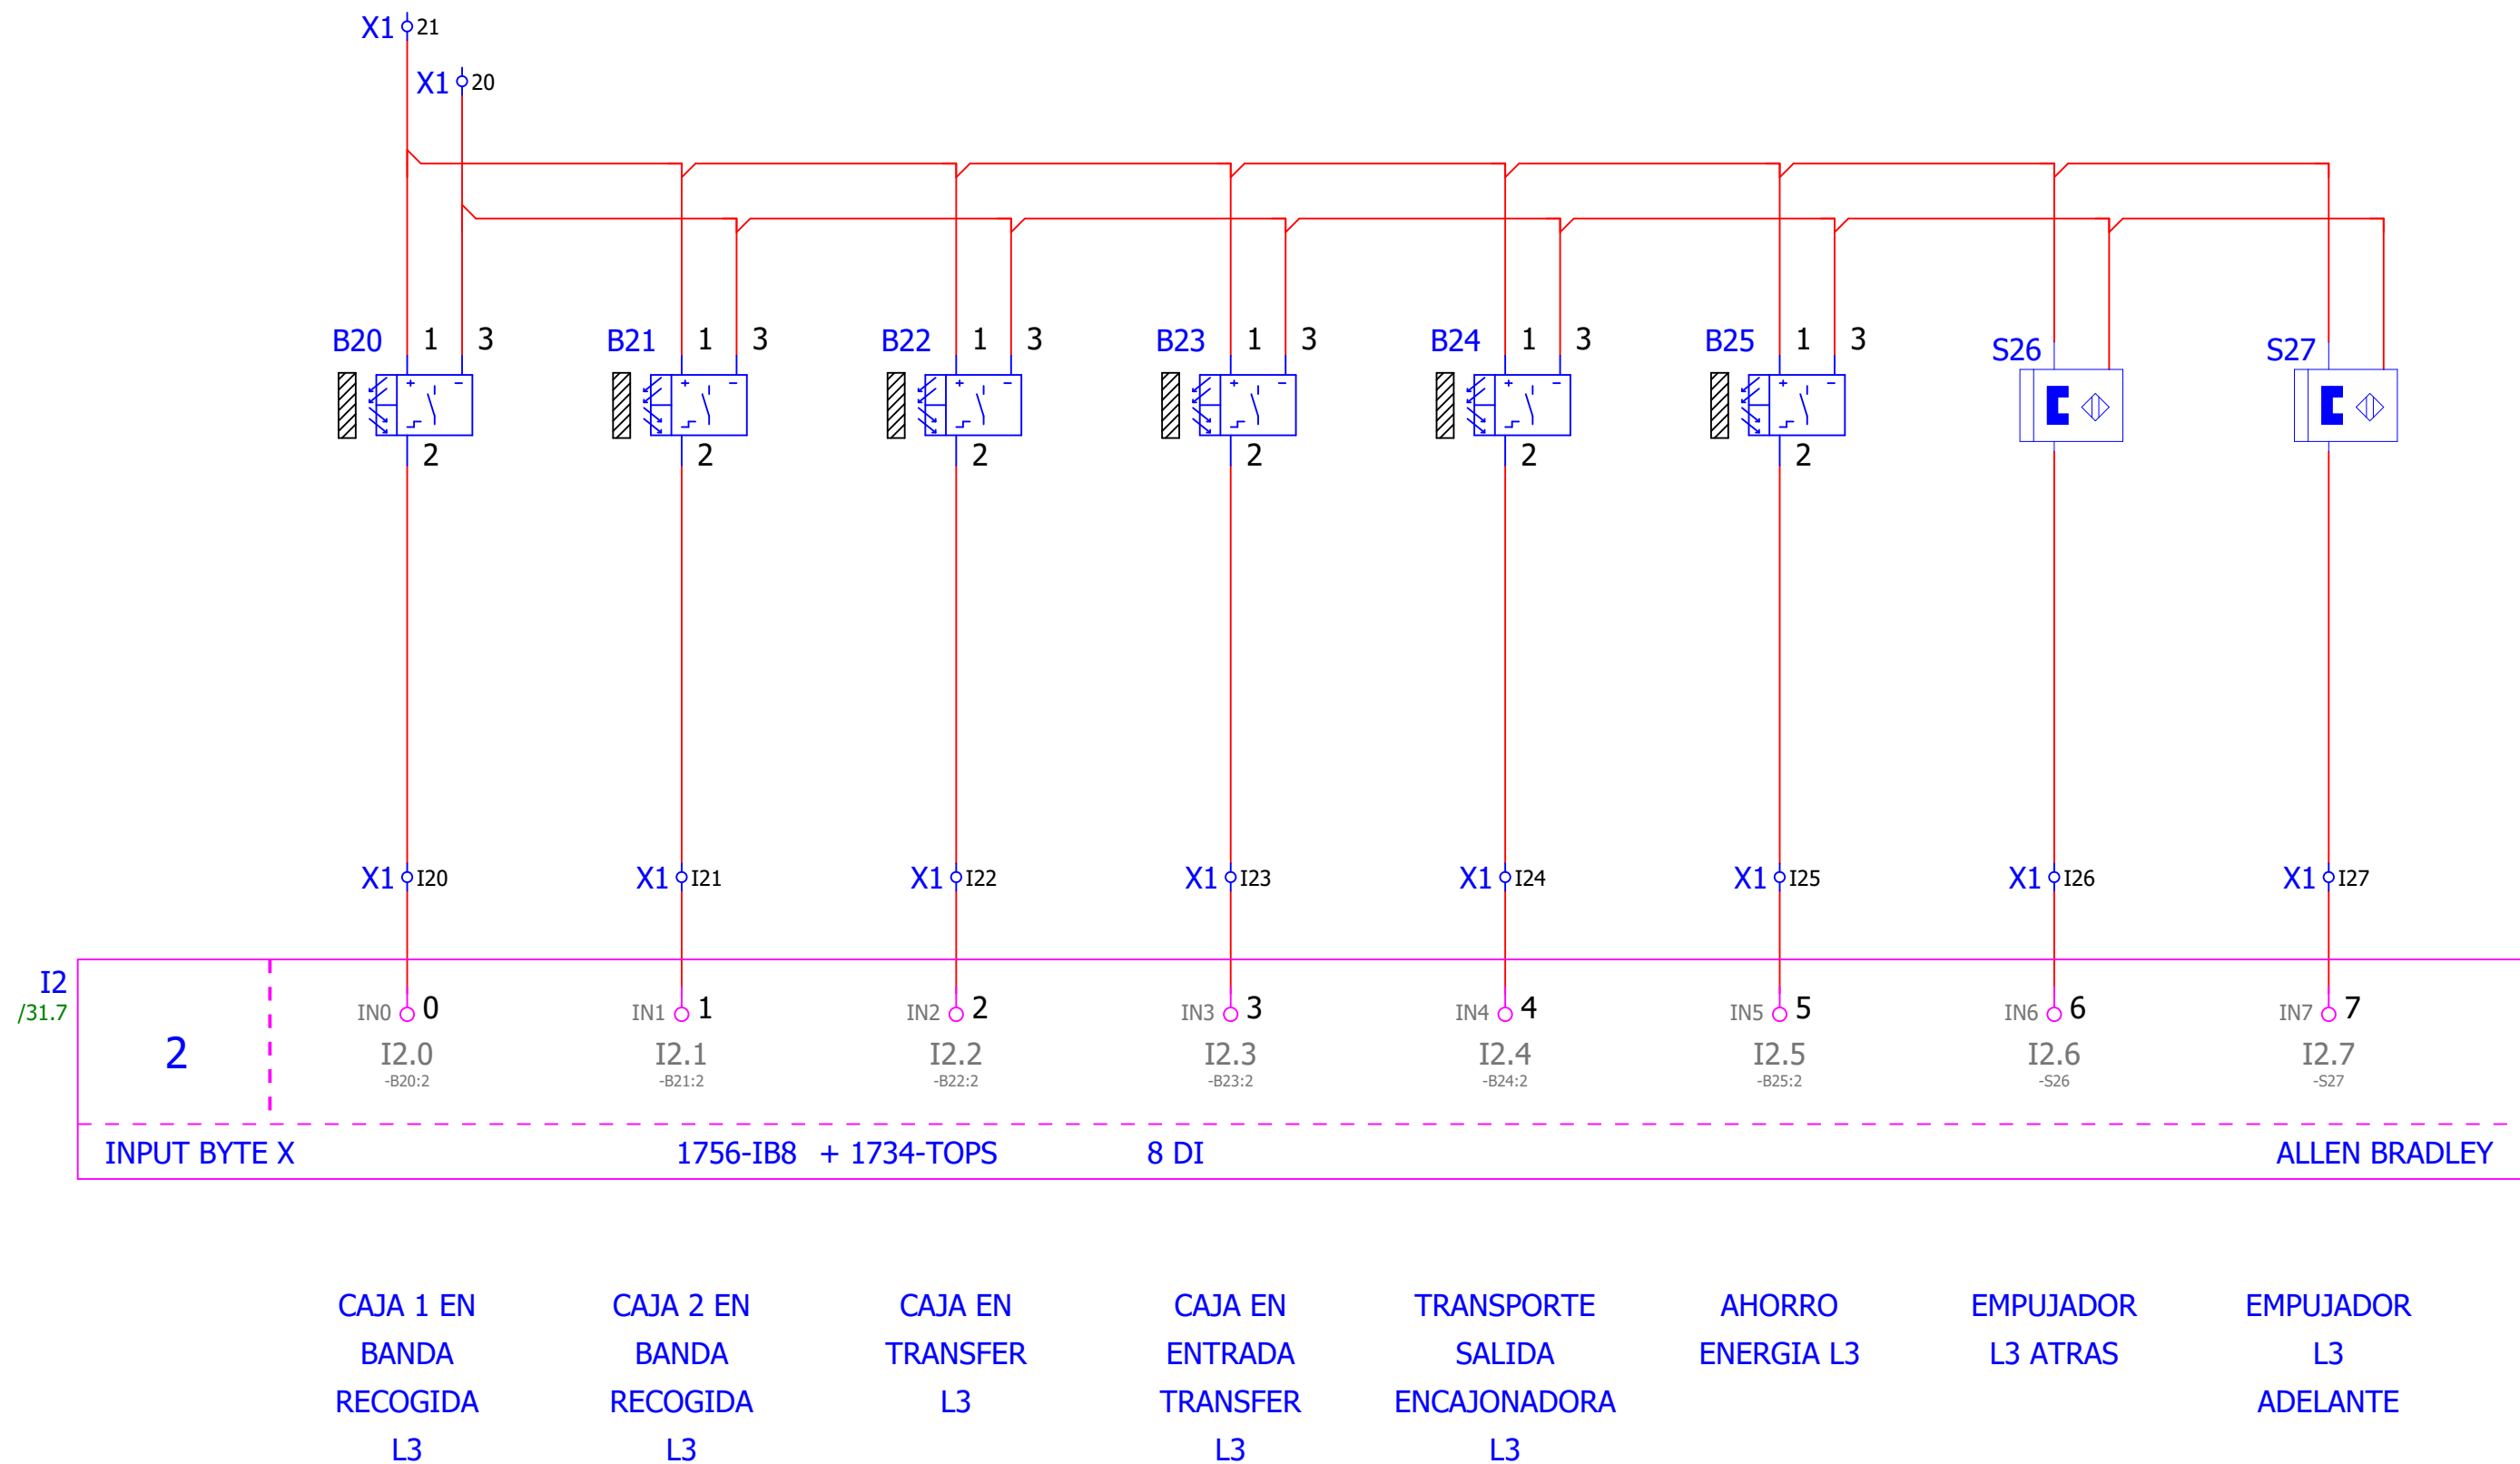 X1 21
X1 20
B20 1 3
B21 1 3
B22 1 3
B23 1 3
B24 1 3
B25 1 3
S26
S27
+ −
+ −
+ −
+ −
+ −
+ −
2
2
2
2
2
2
X1 I20
X1 I21
X1 I22
X1 I23
X1 I24
X1 I25
X1 I26
X1 I27
I2
/31.7
2
IN0 0
I2.0
-B20:2
IN1 1
I2.1
-B21:2
IN2 2
I2.2
-B22:2
IN3 3
I2.3
-B23:2
IN4 4
I2.4
-B24:2
IN5 5
I2.5
-B25:2
IN6 6
I2.6
-S26
IN7 7
I2.7
-S27
INPUT BYTE X 1756-IB8 + 1734-TOPS 8 DI ALLEN BRADLEY
CAJA 1 EN
BANDA
RECOGIDA
L3
CAJA 2 EN
BANDA
RECOGIDA
L3
CAJA EN
TRANSFER
L3
CAJA EN
ENTRADA
TRANSFER
L3
TRANSPORTE
SALIDA
ENCAJONADORA
L3
AHORRO
ENERGIA L3
EMPUJADOR
L3 ATRAS
EMPUJADOR
L3
ADELANTE